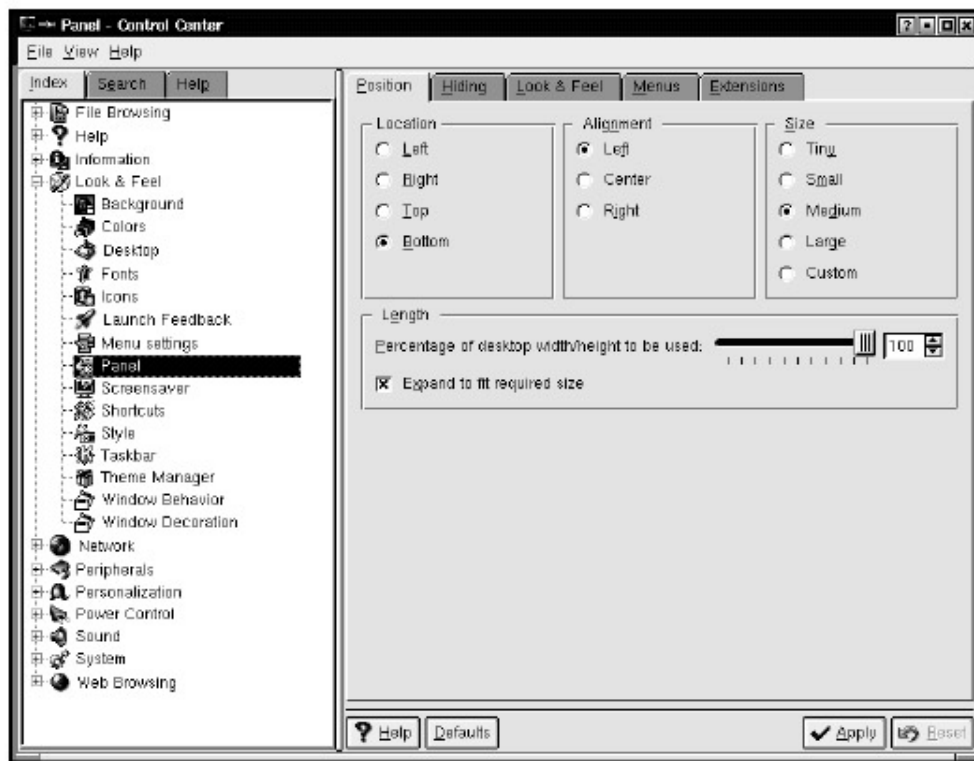 Panel - Control Center
File View Help
Index Search Help
File Browsing
Help
Information
Look & Feel
Background
Colors
Desktop
Fonts
Icons
Launch Feedback
Menu settings
Panel
Screensaver
Shortcuts
Style
Taskbar
Theme Manager
Window Behavior
Window Decoration
Network
Peripherals
Personalization
Power Control
Sound
System
Web Browsing
Position Hiding Look & Feel Menus Extensions
Location
Left
Right
Top
Bottom
Alignment
Left
Center
Right
Size
Tiny
Small
Medium
Large
Custom
Length
Percentage of desktop width/height to be used: 100
Expand to fit required size
? Help Defaults Apply Reset